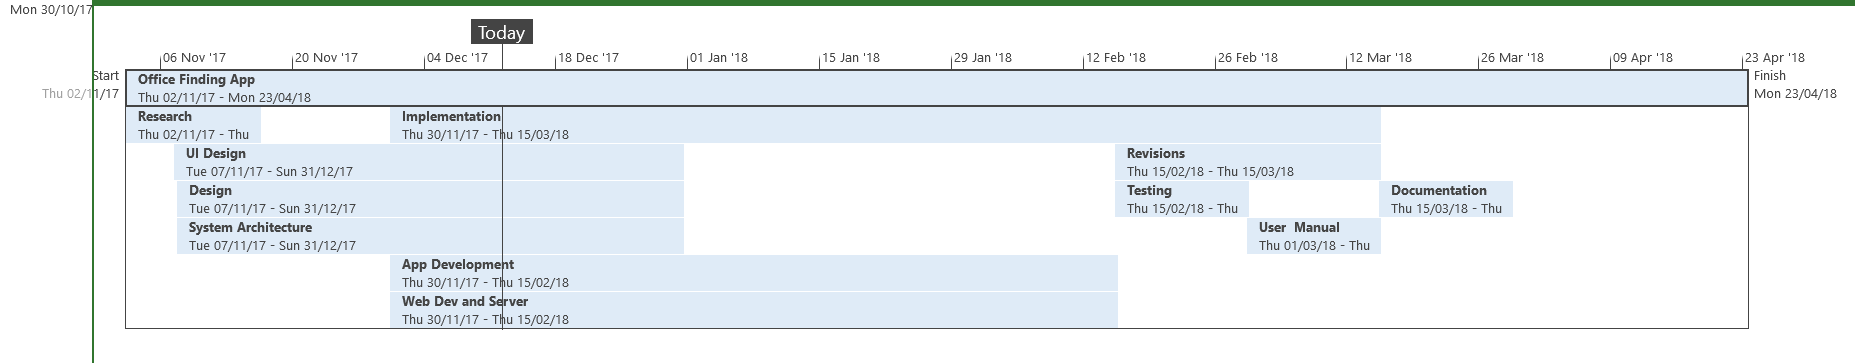 Mon 30/10/17
Today
06 Nov '17 20 Nov '17 04 Dec '17 18 Dec '17 01 Jan '18 15 Jan '18 29 Jan '18 12 Feb '18 26 Feb '18 12 Mar '18 26 Mar '18 09 Apr '18 23 Apr '18
Start
Thu 02/11/17
Office Finding App
Thu 02/11/17 - Mon 23/04/18
Finish
Mon 23/04/18
Research
Thu 02/11/17 - Thu
Implementation
Thu 30/11/17 - Thu 15/03/18
UI Design
Tue 07/11/17 - Sun 31/12/17
Revisions
Thu 15/02/18 - Thu 15/03/18
Design
Tue 07/11/17 - Sun 31/12/17
Testing
Thu 15/02/18 - Thu
Documentation
Thu 15/03/18 - Thu
System Architecture
Tue 07/11/17 - Sun 31/12/17
User  Manual
Thu 01/03/18 - Thu
App Development
Thu 30/11/17 - Thu 15/02/18
Web Dev and Server
Thu 30/11/17 - Thu 15/02/18